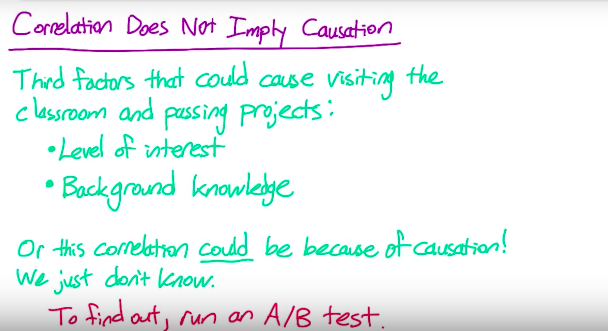 Correlation Does Not Imply Causation
Third factors that could cause visiting the
classroom and passing projects:
• Level of interest
• Background knowledge
Or this correlation could be because of causation!
We just don't know.
To find out, run an A/B test.